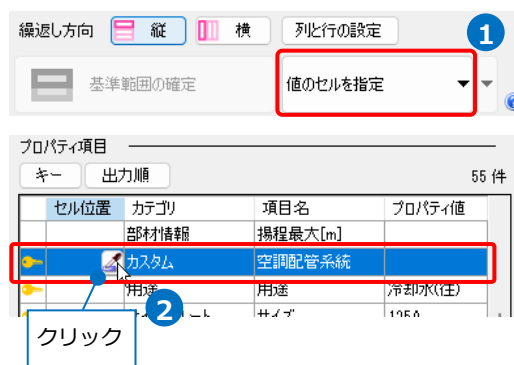 繰返し方向 縦 横 列と行の設定 1
基準範囲の確定 値のセルを指定
プロパティ項目
キー 出力順 55 件
セル位置 カテゴリ 項目名 プロパティ値
部材情報 揚程最大[m]
カスタム 空調配管系統
用途 用途 冷却水(往)
2 サイズ 125A
クリック